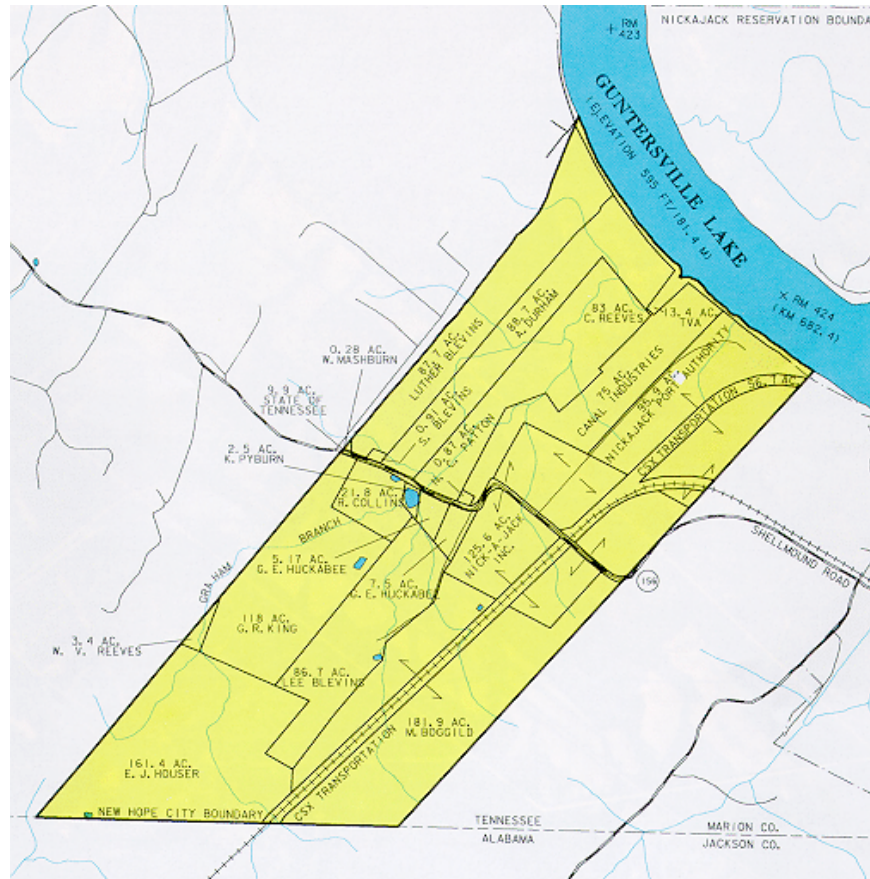 NICKAJACK RESERVATION BOUNDA
RM
423
GUNTERSVILLE LAKE
(ELEVATION 595 FT/181.4 M)
RM 424
(KM 682.4)
88.7 AC.
A. DURHAM
83 AC.
C. REEVES
13.4 AC.
TVA
87.7 AC.
LUTHER BLEVINS
0.28 AC.
W. MASHBURN
75 AC.
CANAL INDUSTRIES
95.9 AC.
NICKAJACK PORT AUTHORITY
CSX TRANSPORTATION 56.7 AC.
9.9 AC.
STATE OF
TENNESSEE
0.91 AC.
S. BLEVINS
0.87 AC.
N. C. PATTON
2.5 AC.
K. PYBURN
21.8 AC.
R. COLLINS
125.6 AC.
NICK-A-JACK
INC.
BRANCH
GRAHAM
SHELLMOUND ROAD
5.17 AC.
G. E. HUCKABEE
156
7.5 AC.
G. E. HUCKABEE
118 AC.
G. R. KING
3.4 AC.
W. V. REEVES
86.7 AC.
LEE BLEVINS
181.9 AC.
M. BOGGILD
161.4 AC.
E. J. HOUSER
CSX TRANSPORTATION
NEW HOPE CITY BOUNDARY
TENNESSEE
ALABAMA
MARION CO.
JACKSON CO.